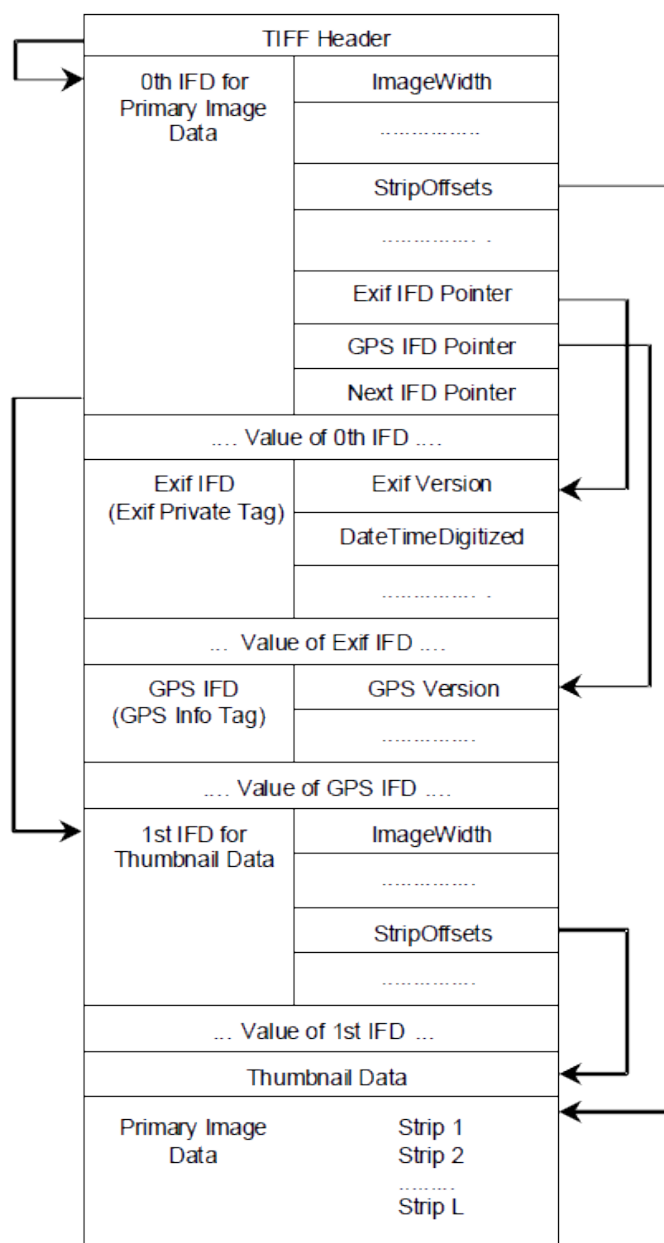 TIFF Header
0th IFD for
Primary Image
Data
ImageWidth
...............
StripOffsets
.............. .
Exif IFD Pointer
GPS IFD Pointer
Next IFD Pointer
.... Value of 0th IFD ....
Exif IFD
(Exif Private Tag)
Exif Version
DateTimeDigitized
.............. .
... Value of Exif IFD ....
GPS IFD
(GPS Info Tag)
GPS Version
..............
.... Value of GPS IFD ....
1st IFD for
Thumbnail Data
ImageWidth
..............
StripOffsets
..............
... Value of 1st IFD ...
Thumbnail Data
Primary Image
Data
Strip 1
Strip 2
.........
Strip L